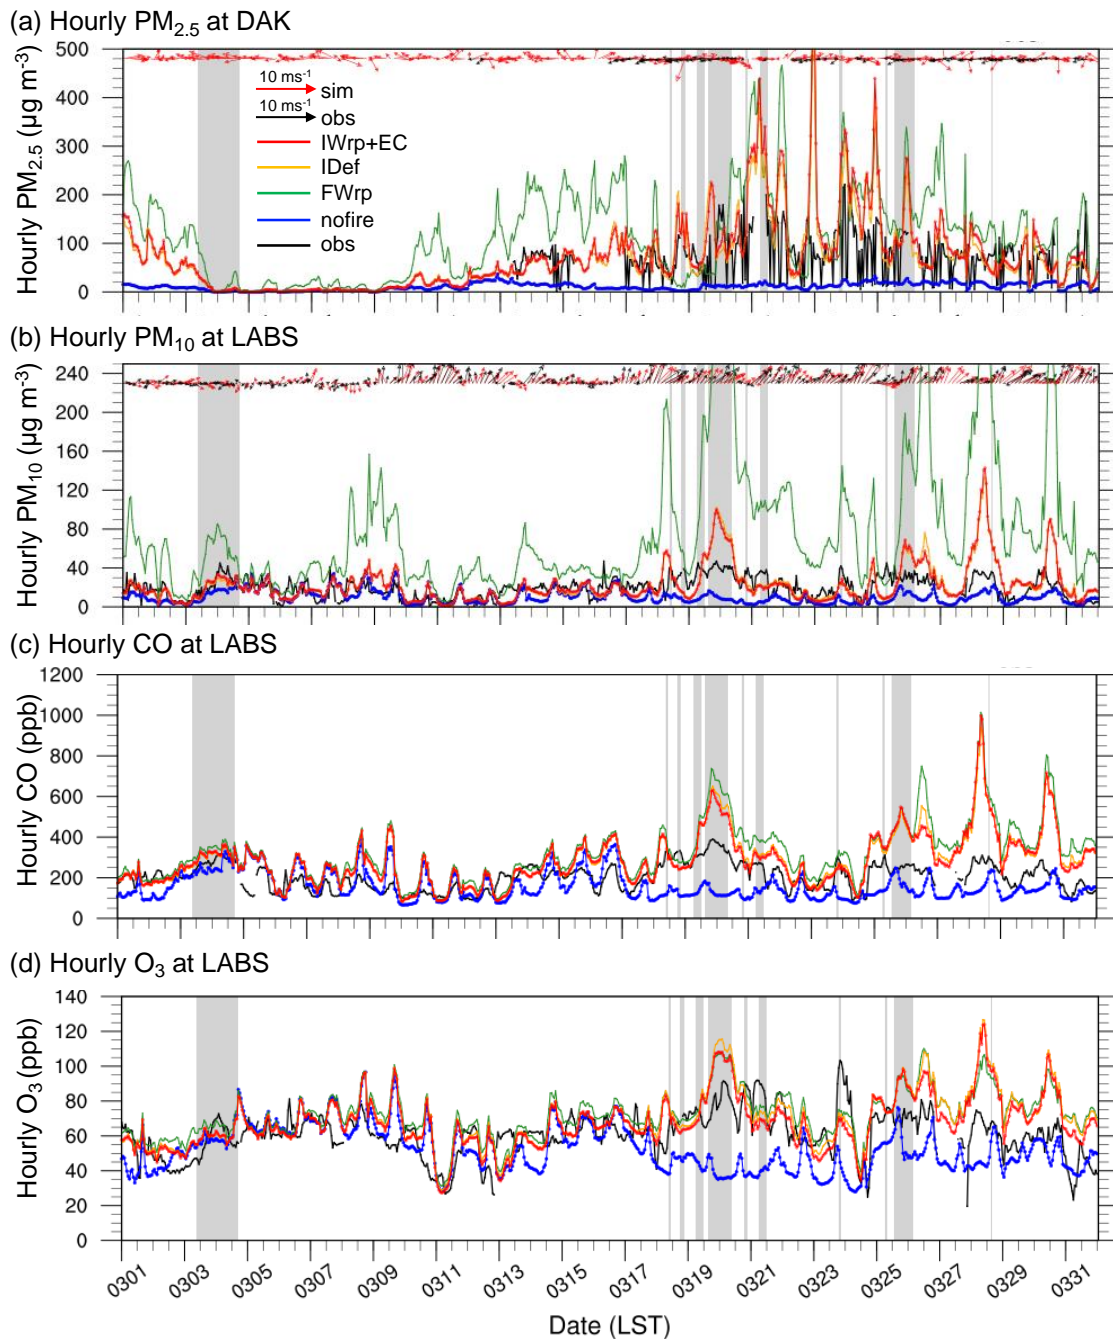 (a) Hourly PM2.5 at DAK
500
400
300
200
100
0
Hourly PM2.5 (µg m-3)
10 ms-1
sim
10 ms-1
obs
IWrp+EC
IDef
FWrp
nofire
obs
(b) Hourly PM10 at LABS
240
200
160
120
80
40
0
Hourly PM10 (µg m-3)
(c) Hourly CO at LABS
1200
1000
800
600
400
200
0
Hourly CO (ppb)
(d) Hourly O3 at LABS
140
120
100
80
60
40
20
0
Hourly O3 (ppb)
0301 0303 0305 0307 0309 0311 0313 0315 0317 0319 0321 0323 0325 0327 0329 0331
Date (LST)